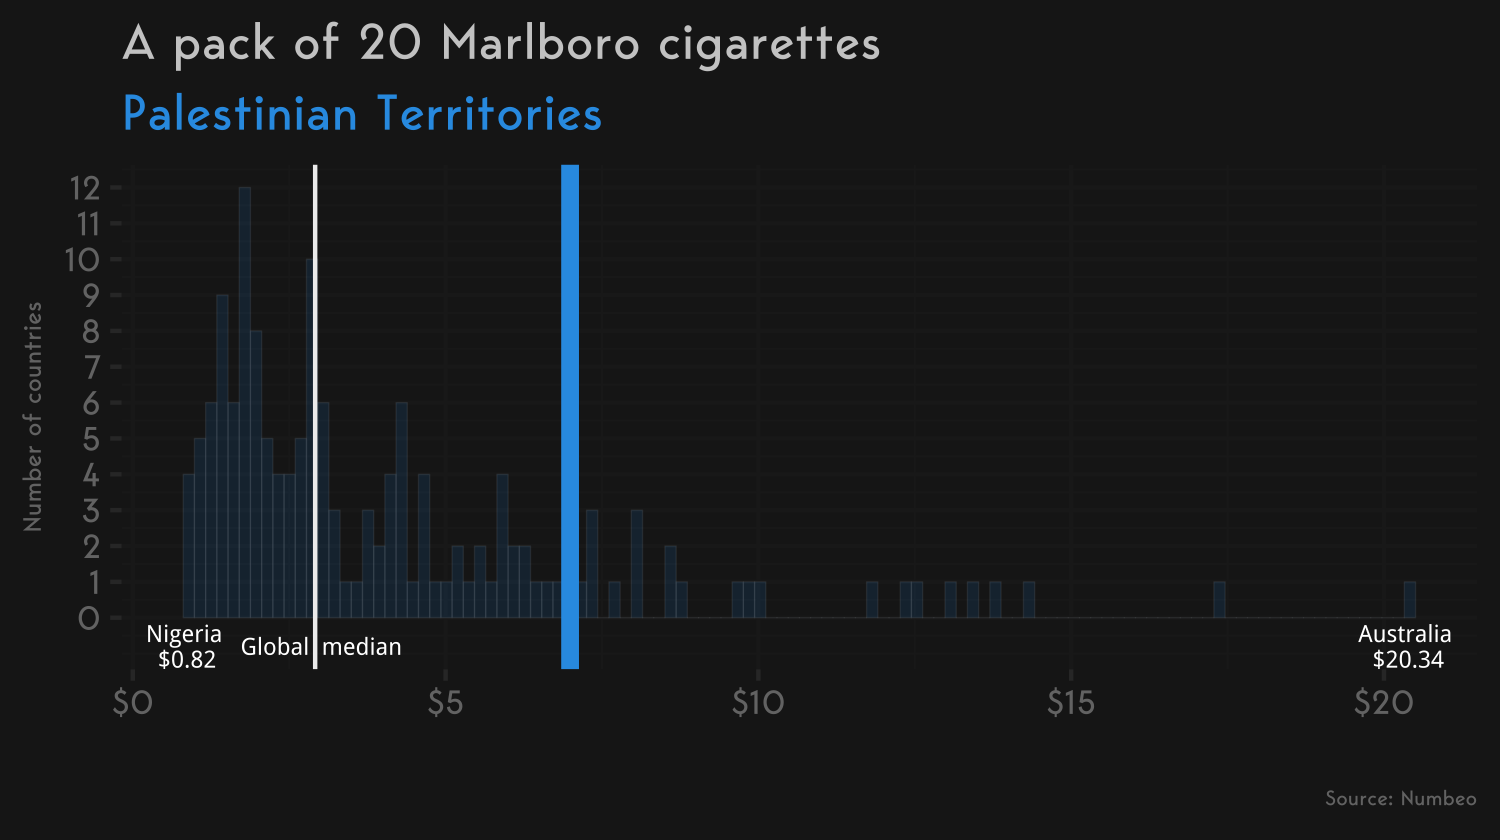 A pack of 20 Marlboro cigarettes
Palestinian Territories
Number of countries
12
11
10
9
8
7
6
5
4
3
2
1
0
Nigeria
$0.82
Global median
Australia
$20.34
$0 $5 $10 $15 $20
Source: Numbeo